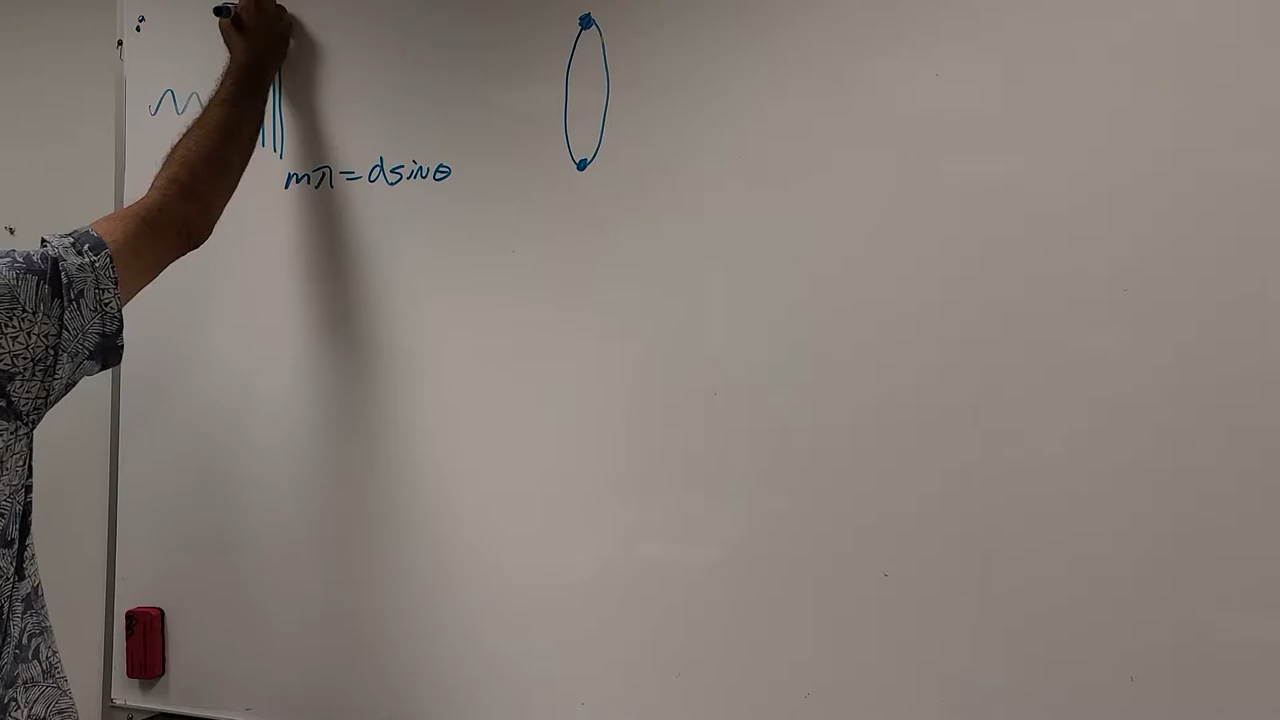 mλ = dsinθ